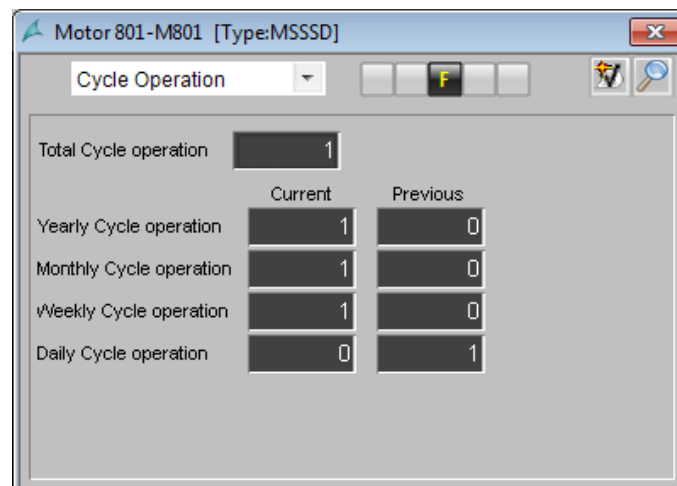 Motor 801-M801 [Type:MSSSD]
Cycle Operation F
Total Cycle operation 1
Current Previous
Yearly Cycle operation 1 0
Monthly Cycle operation 1 0
Weekly Cycle operation 1 0
Daily Cycle operation 0 1